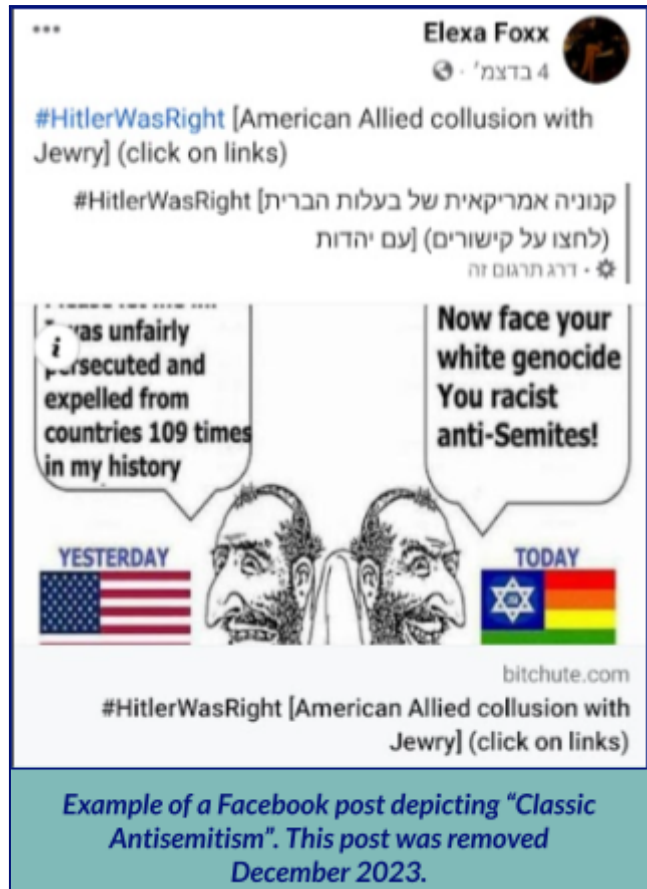 Elexa Foxx
4 בדצמ׳ ·
#HitlerWasRight [American Allied collusion with
Jewry] (click on links)
#HitlerWasRight [קנוניה אמריקאית של בעלות הברית
עם יהדות] (לחצו על קישורים)
· דרג תרגום זה
i
was unfairly
persecuted and
expelled from
countries 109 times
in my history
Now face your
white genocide
You racist
anti-Semites!
YESTERDAY
TODAY
bitchute.com
#HitlerWasRight [American Allied collusion with
Jewry] (click on links)
Example of a Facebook post depicting “Classic
Antisemitism”. This post was removed
December 2023.